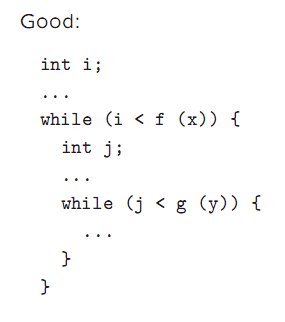 Good:
int i;
...
while (i < f (x)) {
int j;
...
while (j < g (y)) {
...
}
}